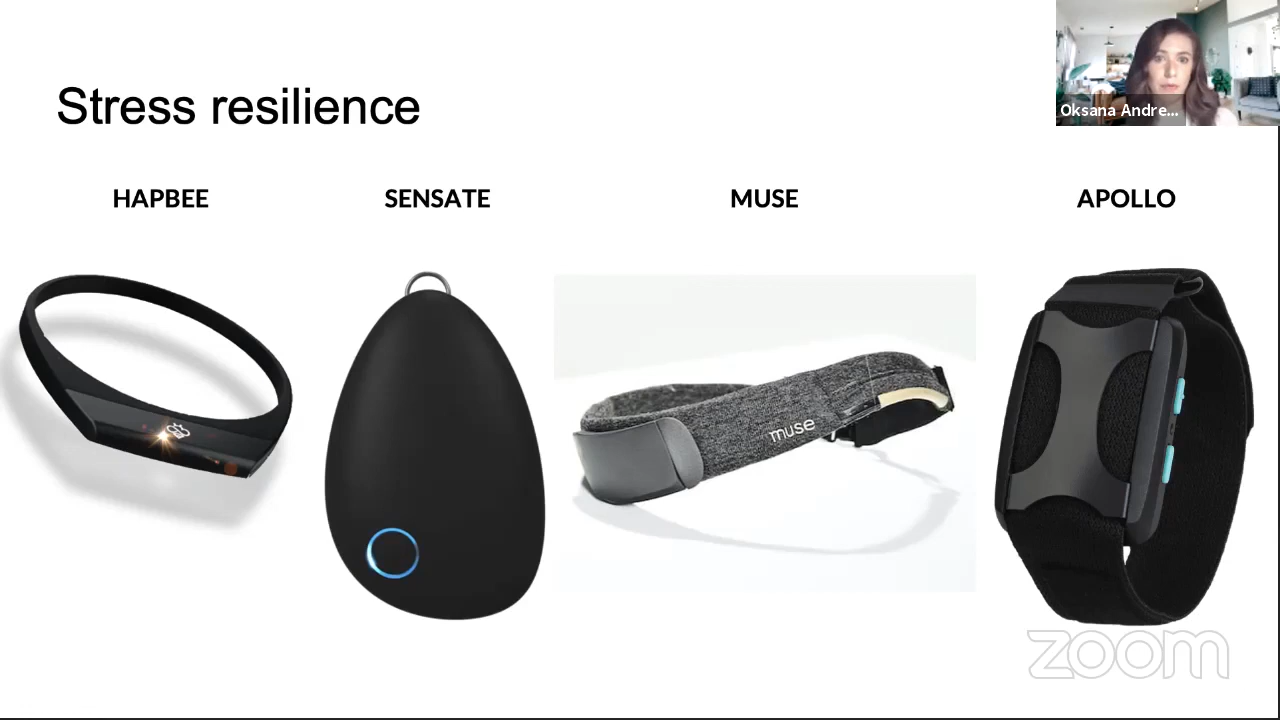 Stress resilience
Oksana Andre...
HAPBEE
SENSATE
MUSE
APOLLO
muse
zoom